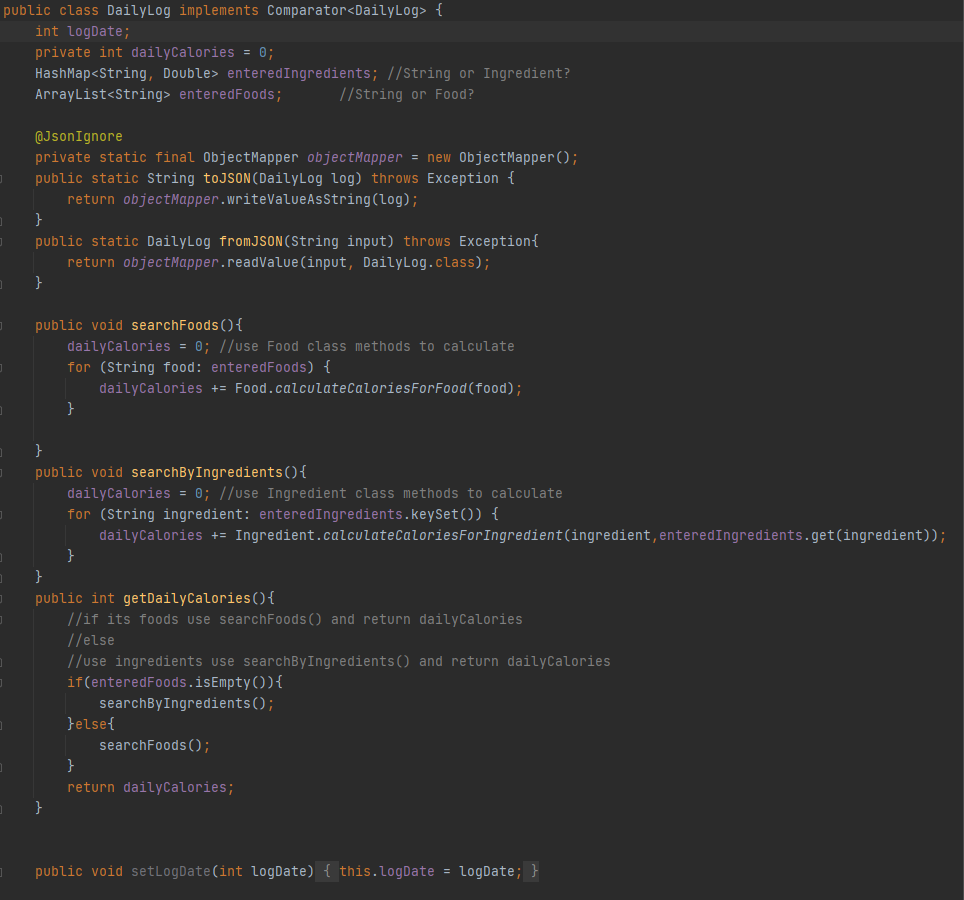 public class DailyLog implements Comparator<DailyLog> {
    int logDate;
    private int dailyCalories = 0;
    HashMap<String, Double> enteredIngredients; //String or Ingredient?
    ArrayList<String> enteredFoods;       //String or Food?

    @JsonIgnore
    private static final ObjectMapper objectMapper = new ObjectMapper();
    public static String toJSON(DailyLog log) throws Exception {
        return objectMapper.writeValueAsString(log);
    }
    public static DailyLog fromJSON(String input) throws Exception{
        return objectMapper.readValue(input, DailyLog.class);
    }

    public void searchFoods(){
        dailyCalories = 0; //use Food class methods to calculate
        for (String food: enteredFoods) {
            dailyCalories += Food.calculateCaloriesForFood(food);
        }

    }
    public void searchByIngredients(){
        dailyCalories = 0; //use Ingredient class methods to calculate
        for (String ingredient: enteredIngredients.keySet()) {
            dailyCalories += Ingredient.calculateCaloriesForIngredient(ingredient,enteredIngredients.get(ingredient));
        }
    }
    public int getDailyCalories(){
        //if its foods use searchFoods() and return dailyCalories
        //else
        //use ingredients use searchByIngredients() and return dailyCalories
        if(enteredFoods.isEmpty()){
            searchByIngredients();
        }else{
            searchFoods();
        }
        return dailyCalories;
    }


    public void setLogDate(int logDate) { this.logDate = logDate; }